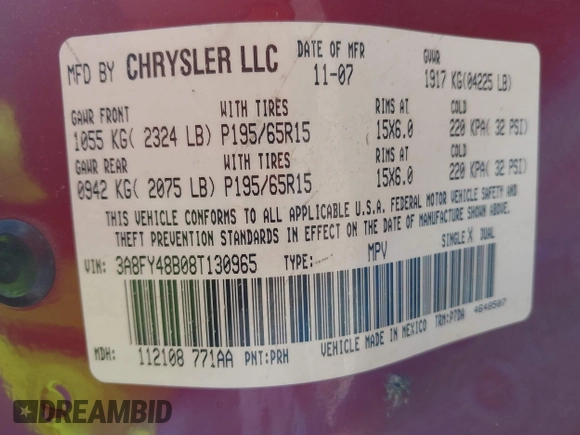 MFD BY CHRYSLER LLC DATE OF MFR GVWR
11-07 1917 KG(04225 LB)
GAWR FRONT WITH TIRES RIMS AT COLD
1055 KG( 2324 LB) P195/65R15 15X6.0 220 KPA( 32 PSI)
GAWR REAR WITH TIRES RIMS AT COLD
0942 KG( 2075 LB) P195/65R15 15X6.0 220 KPA( 32 PSI)
THIS VEHICLE CONFORMS TO ALL APPLICABLE U.S.A. FEDERAL MOTOR VEHICLE SAFETY AND
THEFT PREVENTION STANDARDS IN EFFECT ON THE DATE OF MANUFACTURE SHOWN ABOVE.
VIN: 3A8FY48B08T130965 TYPE: MPV SINGLE X DUAL
MDH: 112108 771AA PNT:PRH VEHICLE MADE IN MEXICO TRN:PTDA 4648507
DREAMBID